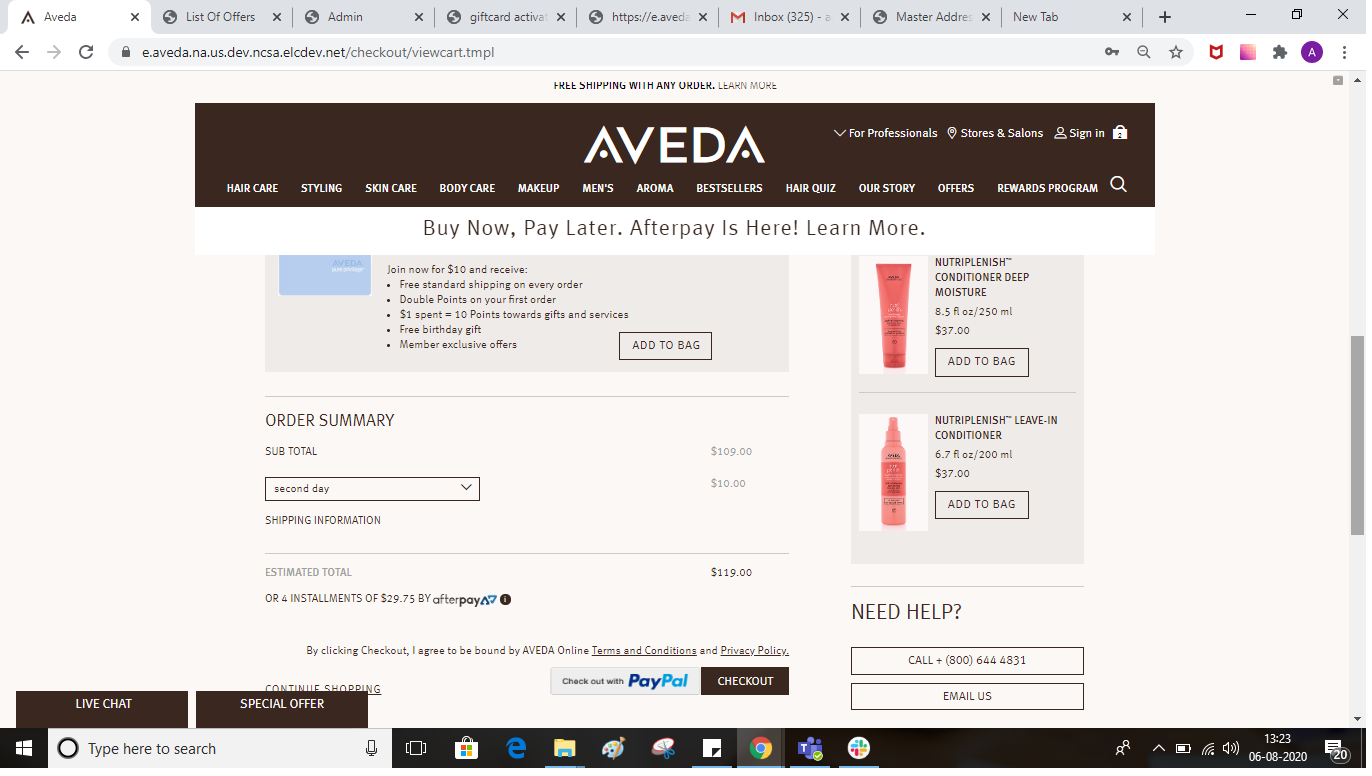 Aveda
List Of Offers
Admin
giftcard activat
https://e.aveda
Inbox (325) - a
Master Addres
New Tab
e.aveda.na.us.dev.ncsa.elcdev.net/checkout/viewcart.tmpl
A
FREE SHIPPING WITH ANY ORDER. LEARN MORE
AVEDA
For Professionals
Stores & Salons
Sign in
2
HAIR CARE
STYLING
SKIN CARE
BODY CARE
MAKEUP
MEN'S
AROMA
BESTSELLERS
HAIR QUIZ
OUR STORY
OFFERS
REWARDS PROGRAM
Buy Now, Pay Later. Afterpay Is Here! Learn More.
AVEDA
Join now for $10 and receive:
• Free standard shipping on every order
• Double Points on your first order
• $1 spent = 10 Points towards gifts and services
• Free birthday gift
• Member exclusive offers
ADD TO BAG
ORDER SUMMARY
SUB TOTAL $109.00
second day $10.00
SHIPPING INFORMATION
ESTIMATED TOTAL $119.00
OR 4 INSTALLMENTS OF $29.75 BY afterpay i
By clicking Checkout, I agree to be bound by AVEDA Online Terms and Conditions and Privacy Policy.
CONTINUE SHOPPING
Check out with PayPal
CHECKOUT
NUTRIPLENISH™
CONDITIONER DEEP
MOISTURE
8.5 fl oz/250 ml
$37.00
ADD TO BAG
NUTRIPLENISH™ LEAVE-IN
CONDITIONER
6.7 fl oz/200 ml
$37.00
ADD TO BAG
NEED HELP?
CALL + (800) 644 4831
EMAIL US
LIVE CHAT
SPECIAL OFFER
Type here to search
13:23
06-08-2020
20